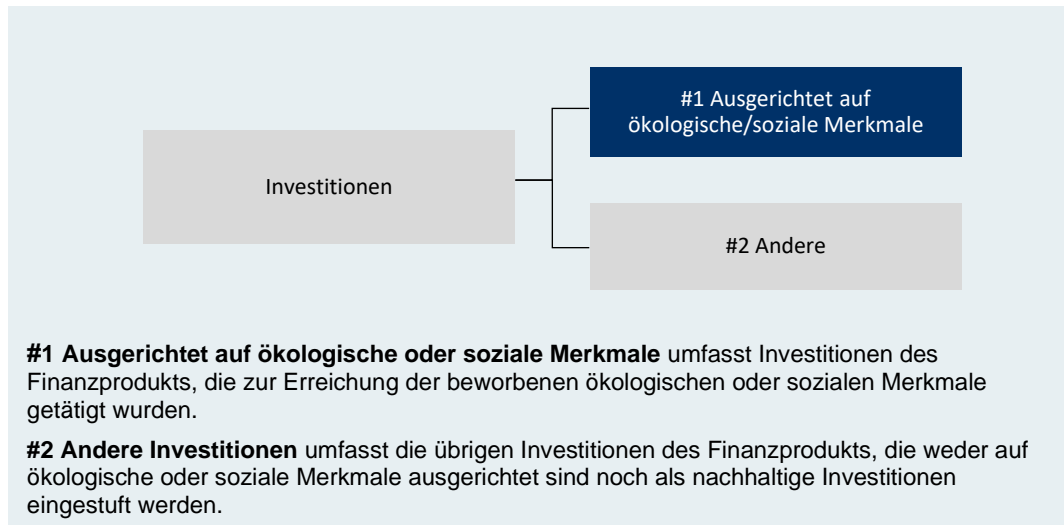 #1 Ausgerichtet auf
ökologische/soziale Merkmale
Investitionen
#2 Andere
#1 Ausgerichtet auf ökologische oder soziale Merkmale umfasst Investitionen des
Finanzprodukts, die zur Erreichung der beworbenen ökologischen oder sozialen Merkmale
getätigt wurden.
#2 Andere Investitionen umfasst die übrigen Investitionen des Finanzprodukts, die weder auf
ökologische oder soziale Merkmale ausgerichtet sind noch als nachhaltige Investitionen
eingestuft werden.